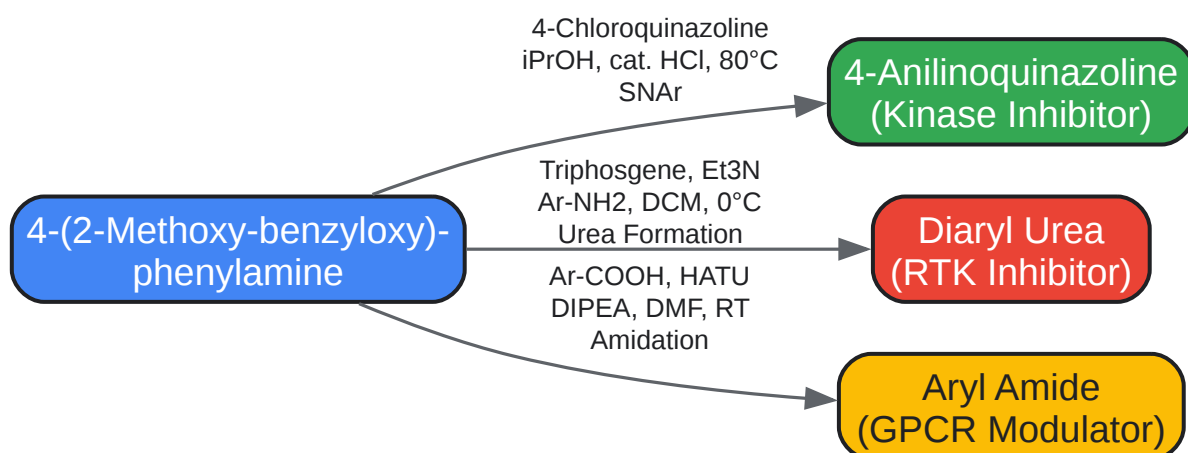 4-Chloroquinazoline
iPrOH, cat. HCl, 80°C
SNAr
4-Anilinoquinazoline
(Kinase Inhibitor)
4-(2-Methoxy-benzyloxy)-
phenylamine
Triphosgene, Et3N
Ar-NH2, DCM, 0°C
Urea Formation
Diaryl Urea
(RTK Inhibitor)
Ar-COOH, HATU
DIPEA, DMF, RT
Amidation
Aryl Amide
(GPCR Modulator)